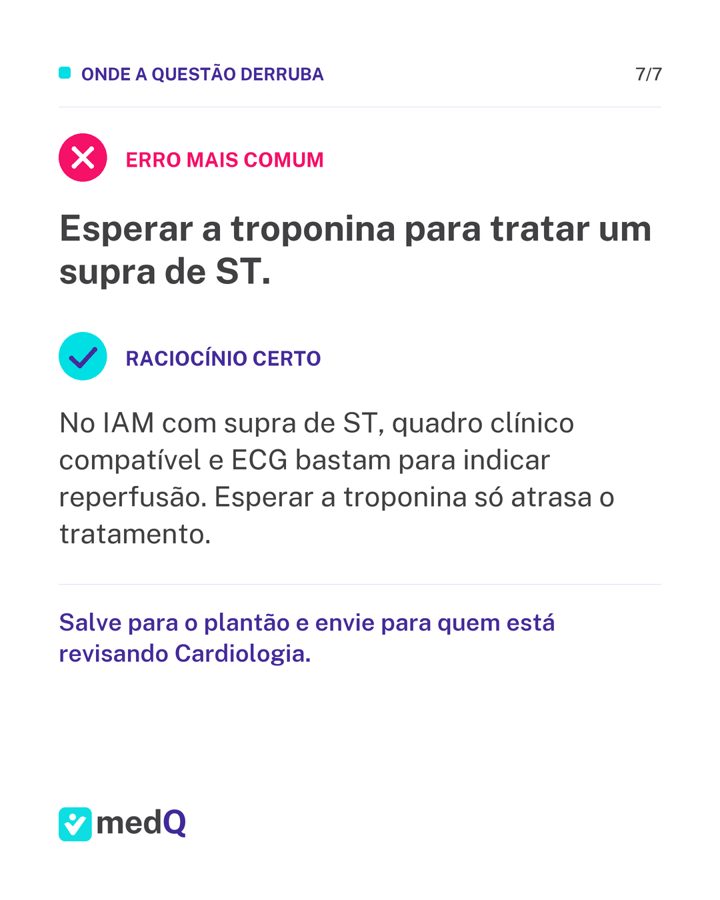 ONDE A QUESTÃO DERRUBA
7/7
ERRO MAIS COMUM
Esperar a troponina para tratar um
supra de ST.
RACIOCÍNIO CERTO
No IAM com supra de ST, quadro clínico
compatível e ECG bastam para indicar
reperfusão. Esperar a troponina só atrasa o
tratamento.
Salve para o plantão e envie para quem está
revisando Cardiologia.
medQ